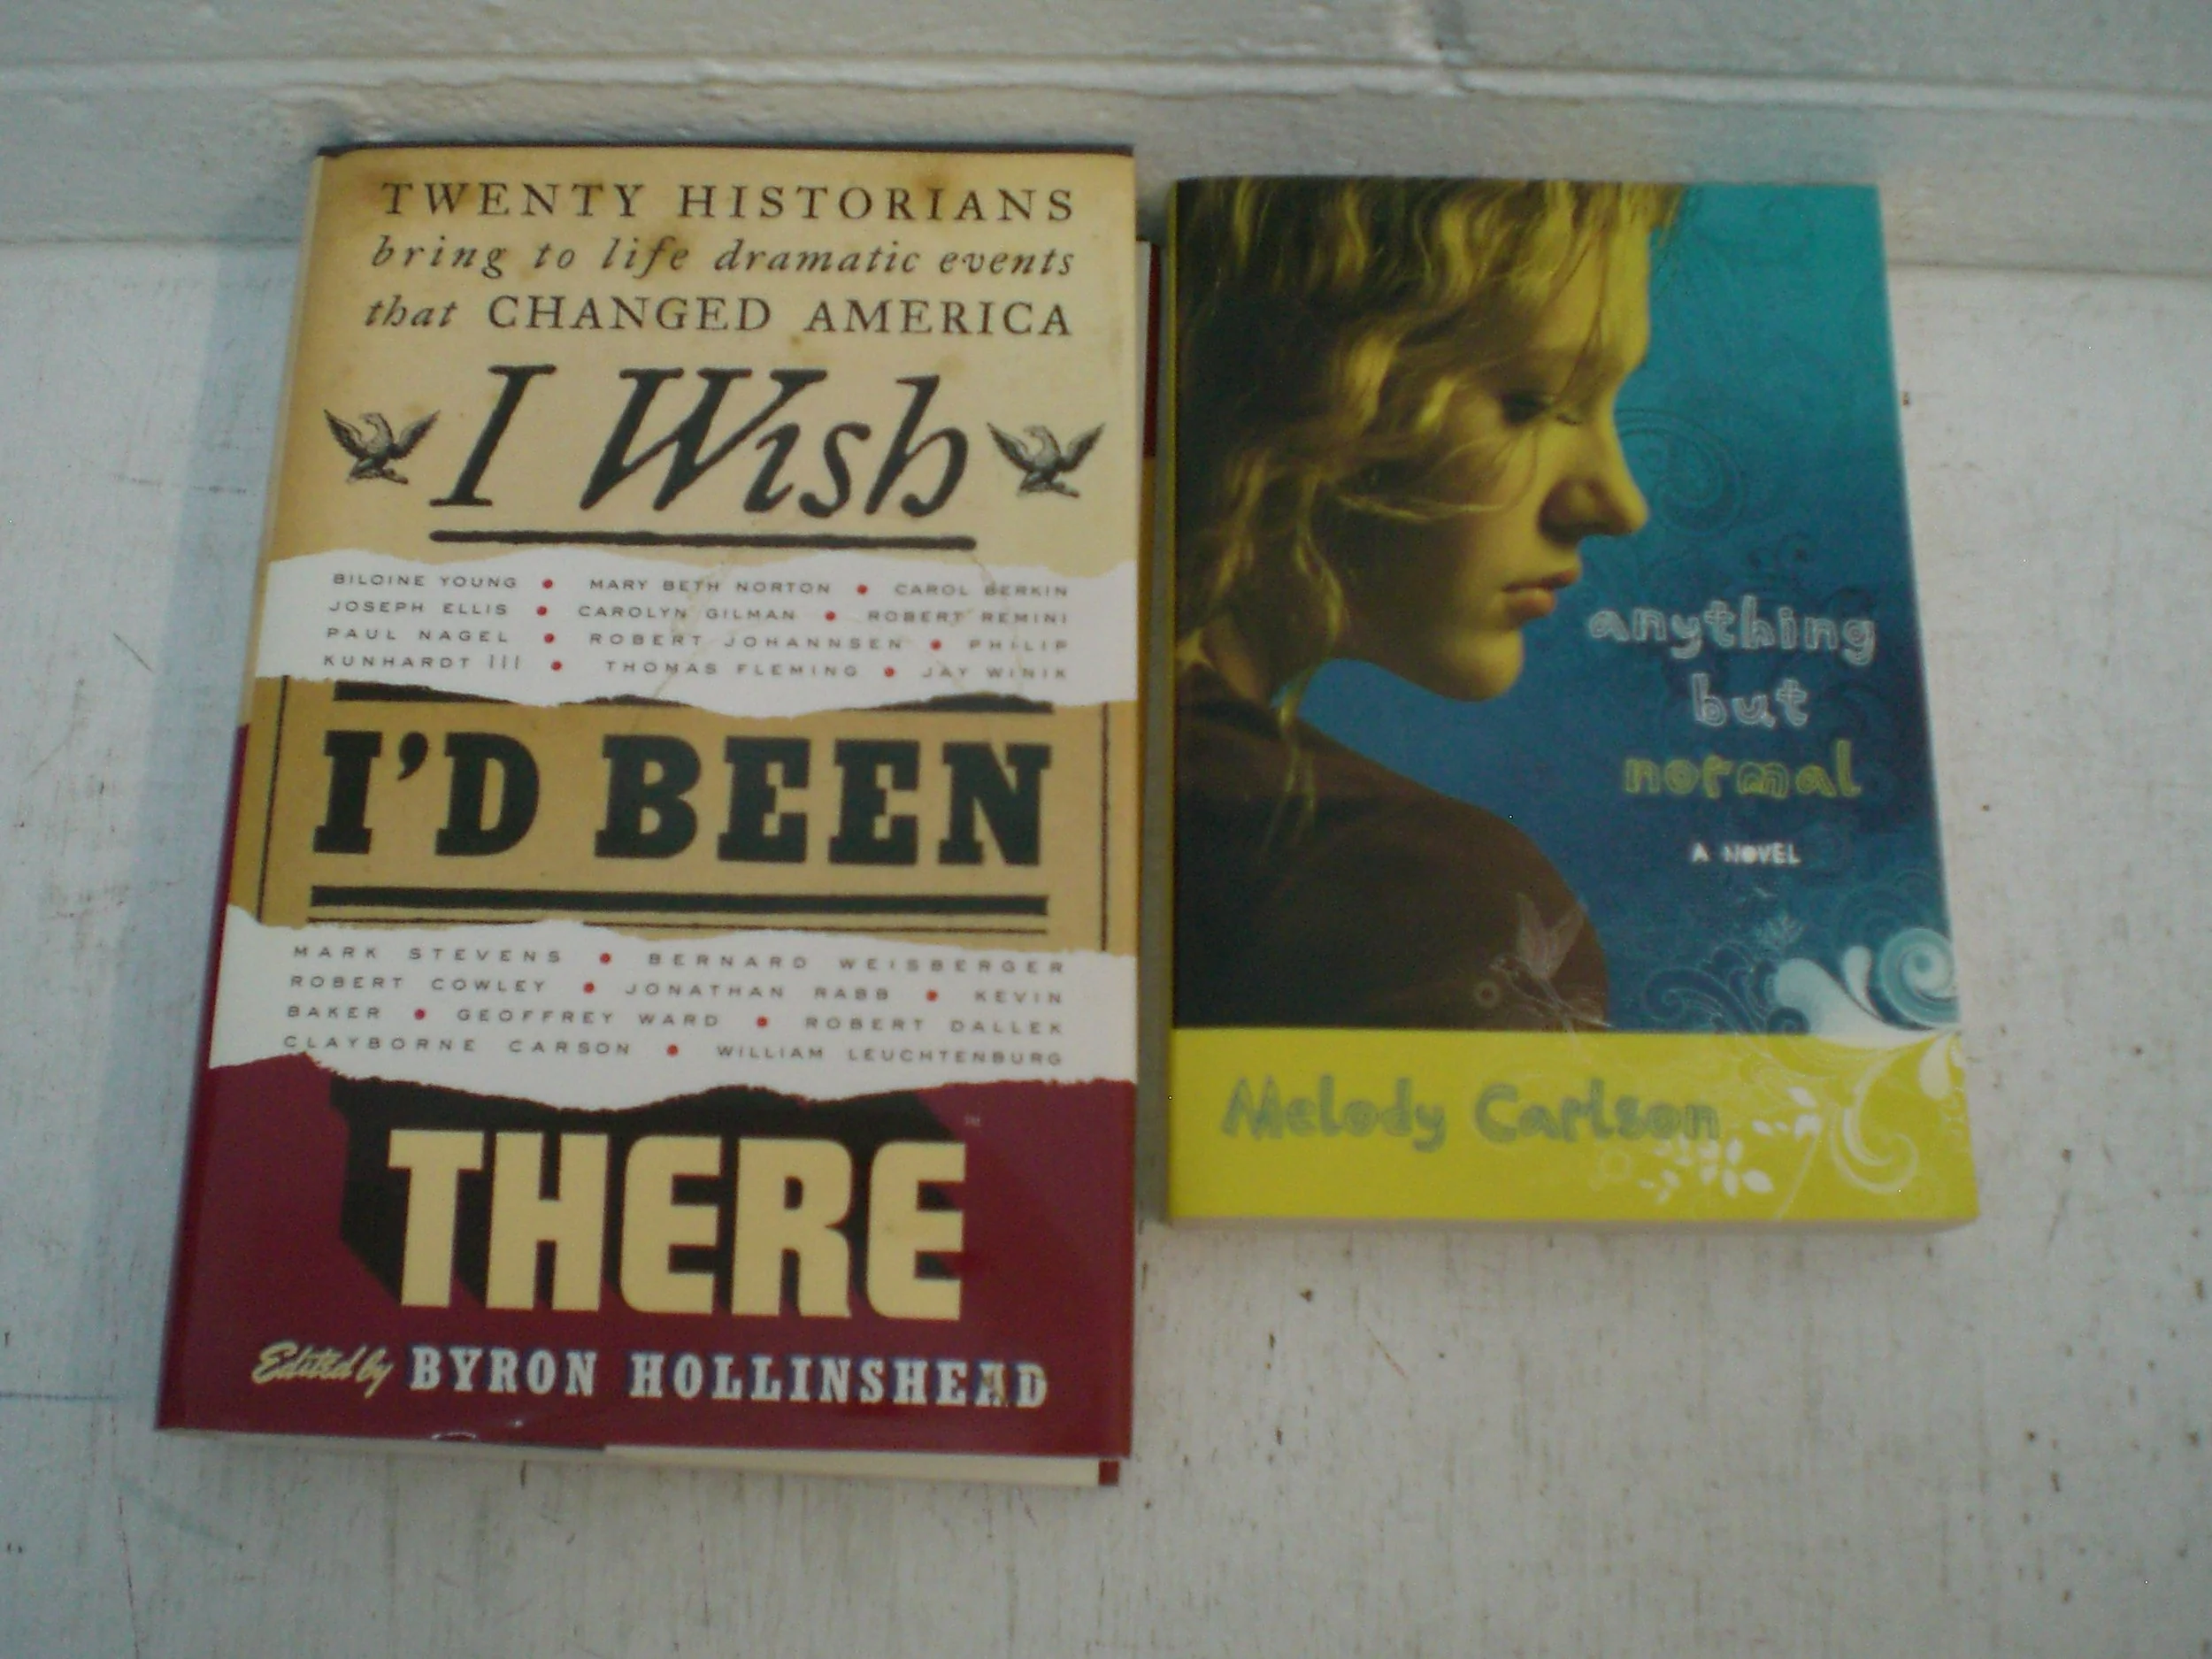 TWENTY HISTORIANS
bring to life dramatic events
that CHANGED AMERICA
I Wish
BILOINE YOUNG • MARY BETH NORTON • CAROL BERKIN
JOSEPH ELLIS • CAROLYN GILMAN • ROBERT REMINI
PAUL NAGEL • ROBERT JOHANNSEN • PHILIP
KUNHARDT III • THOMAS FLEMING • JAY WINIK
I'D BEEN
MARK STEVENS • BERNARD WEISBERGER
ROBERT COWLEY • JONATHAN RABB • KEVIN
BAKER • GEOFFREY WARD • ROBERT DALLEK
CLAYBORNE CARSON • WILLIAM LEUCHTENBURG
THERE™
Edited by BYRON HOLLINSHEAD
anything
but
normal
A NOVEL
Melody Carlson